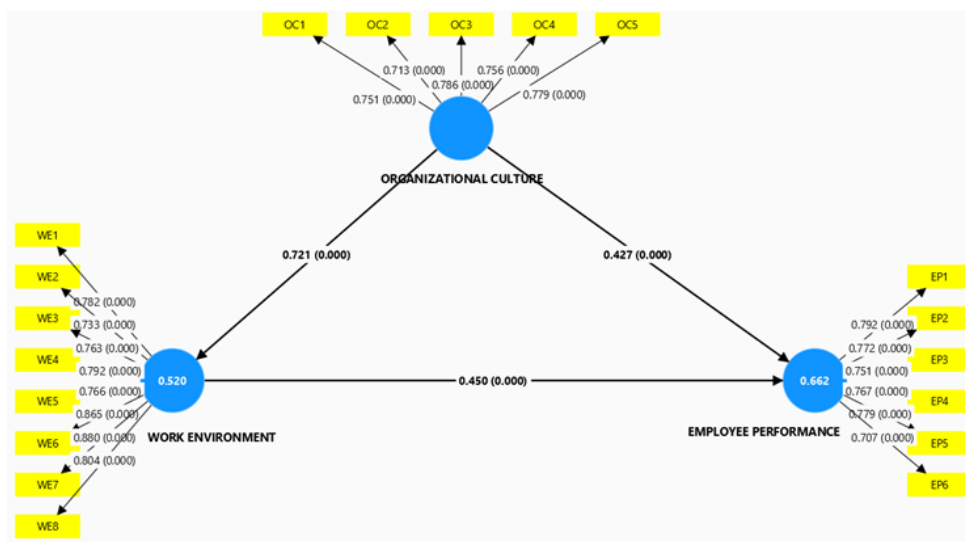 OC1 OC2 OC3 OC4 OC5
0.713 (0.000) 0.756 (0.000)
0.786 (0.000)
0.751 (0.000) 0.779 (0.000)
ORGANIZATIONAL CULTURE
0.721 (0.000) 0.427 (0.000)
WE1
WE2
WE3
WE4
WE5
WE6
WE7
WE8
0.782 (0.000)
0.733 (0.000)
0.763 (0.000)
0.792 (0.000)
0.766 (0.000)
0.865 (0.000)
0.880 (0.000)
0.804 (0.000)
0.520
WORK ENVIRONMENT
0.450 (0.000)
0.662
EMPLOYEE PERFORMANCE
0.792 (0.000)
0.772 (0.000)
0.751 (0.000)
0.767 (0.000)
0.779 (0.000)
0.707 (0.000)
EP1
EP2
EP3
EP4
EP5
EP6